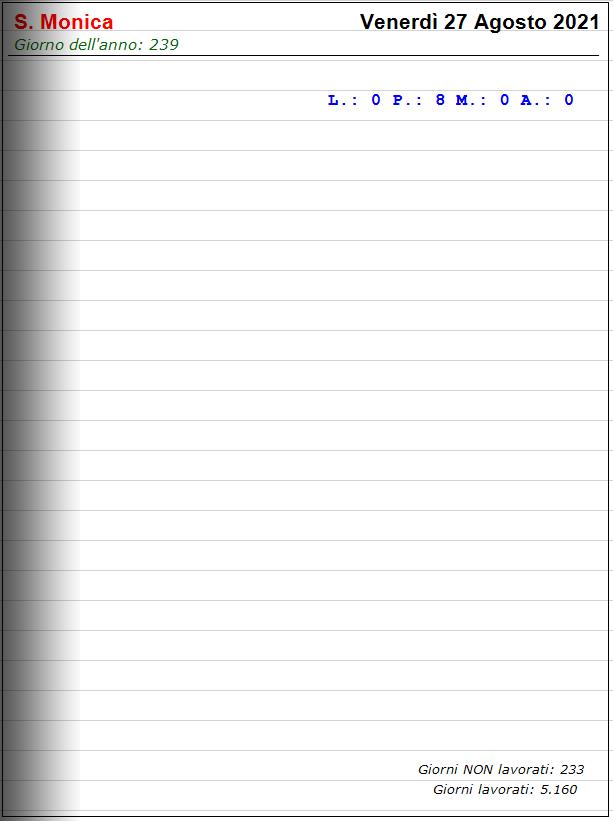 S. Monica Venerdì 27 Agosto 2021
Giorno dell'anno: 239
L.: 0 P.: 8 M.: 0 A.: 0
Giorni NON lavorati: 233
Giorni lavorati: 5.160